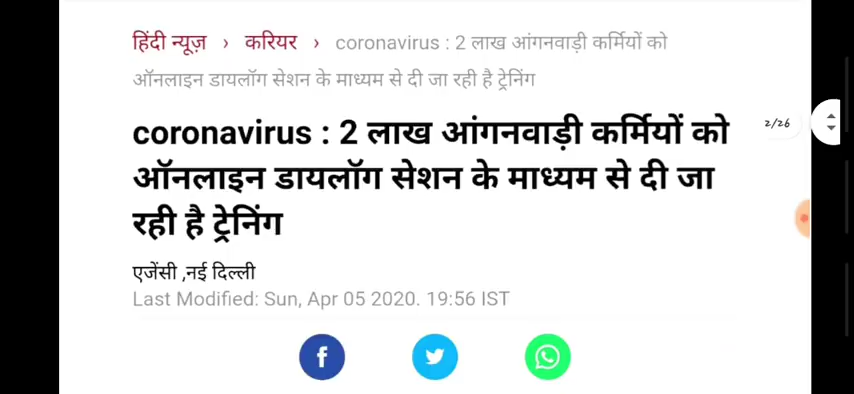 हिंदी न्यूज़ › करियर › coronavirus : 2 लाख आंगनवाड़ी कर्मियों को
ऑनलाइन डायलॉग सेशन के माध्यम से दी जा रही है ट्रेनिंग
coronavirus : 2 लाख आंगनवाड़ी कर्मियों को
ऑनलाइन डायलॉग सेशन के माध्यम से दी जा
रही है ट्रेनिंग
2/26
एजेंसी ,नई दिल्ली
Last Modified: Sun, Apr 05 2020. 19:56 IST